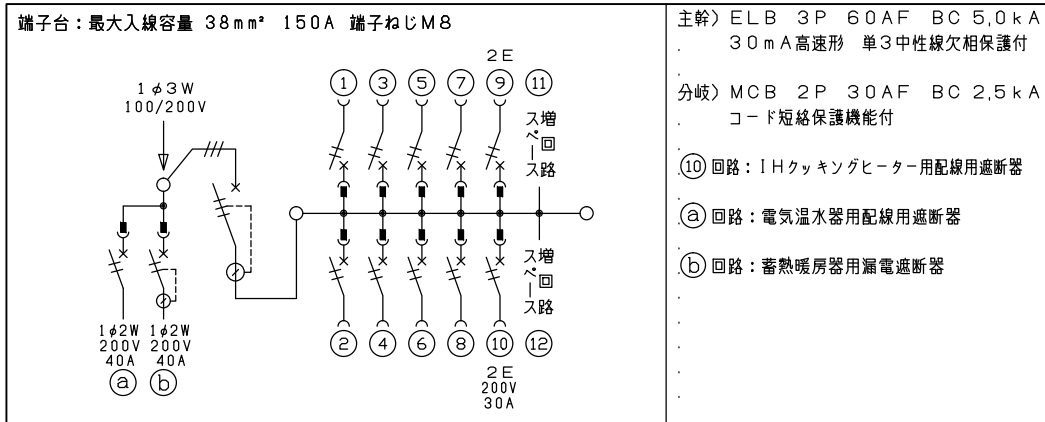 端子台：最大入線容量 38mm² 150A 端子ねじM8
1φ3W
100/200V
2E
① ③ ⑤ ⑦ ⑨ ⑪
増回路スペース
増回路スペース
② ④ ⑥ ⑧ ⑩ ⑫
2E
200V
30A
1φ2W 1φ2W
200V 200V
40A 40A
ⓐ ⓑ
主幹）ELB 3P 60AF BC 5,0kA
30mA高速形 単3中性線欠相保護付
分岐）MCB 2P 30AF BC 2,5kA
コード短絡保護機能付
⑩回路：IHクッキングヒーター用配線用遮断器
ⓐ回路：電気温水器用配線用遮断器
ⓑ回路：蓄熱暖房器用漏電遮断器